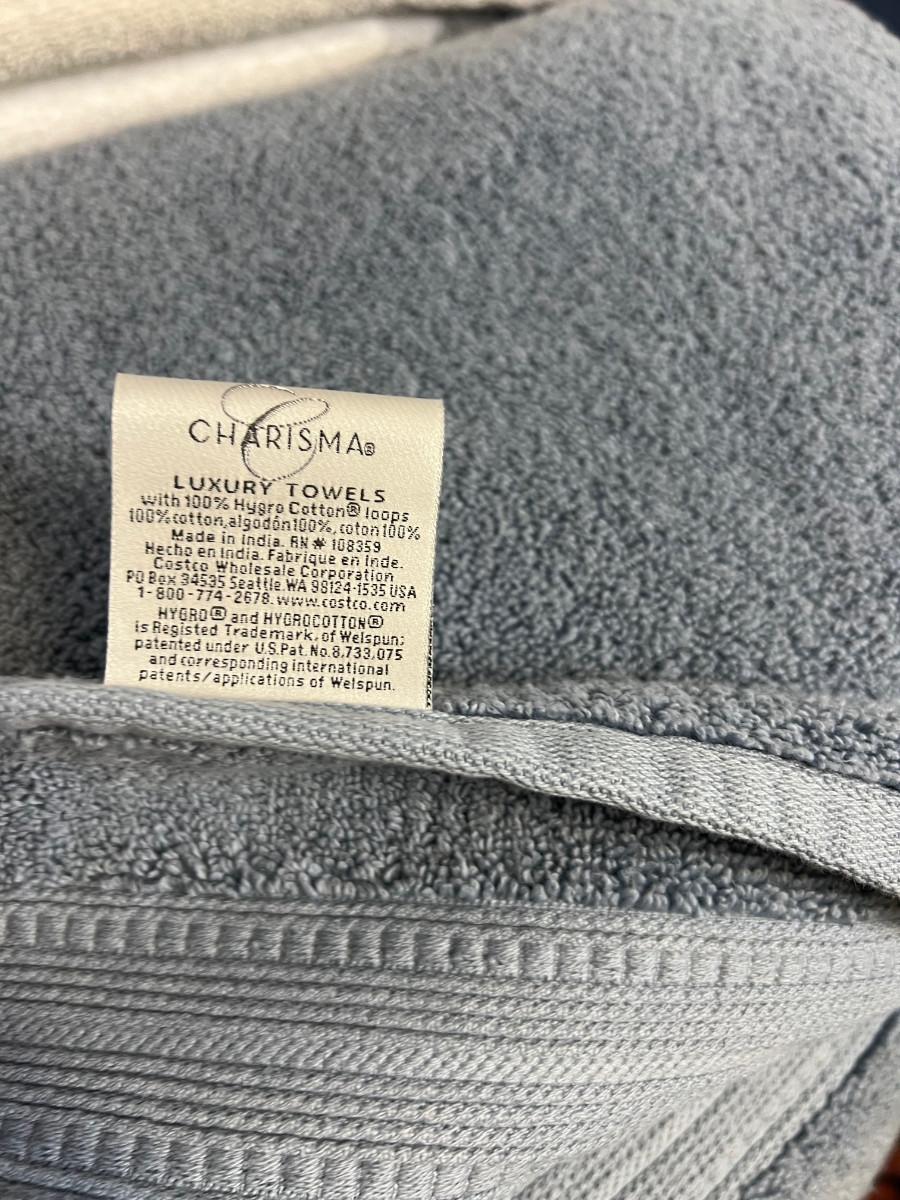 CHARISMA®
LUXURY TOWELS
with 100% Hygro Cotton® loops
100% cotton, algodón100%, coton100%
Made in India. RN # 108359
Hecho en India. Fabrique en Inde.
Costco Wholesale Corporation
PO Box 34535 Seattle.WA 98124-1535 USA
1-800-774-2678. www.costco.com
HYGRO® and HYGROCOTTON®
is Registed Trademark, of Welspun;
patented under U.S.Pat.No.8,733,075
and corresponding international
patents/applications of Welspun.